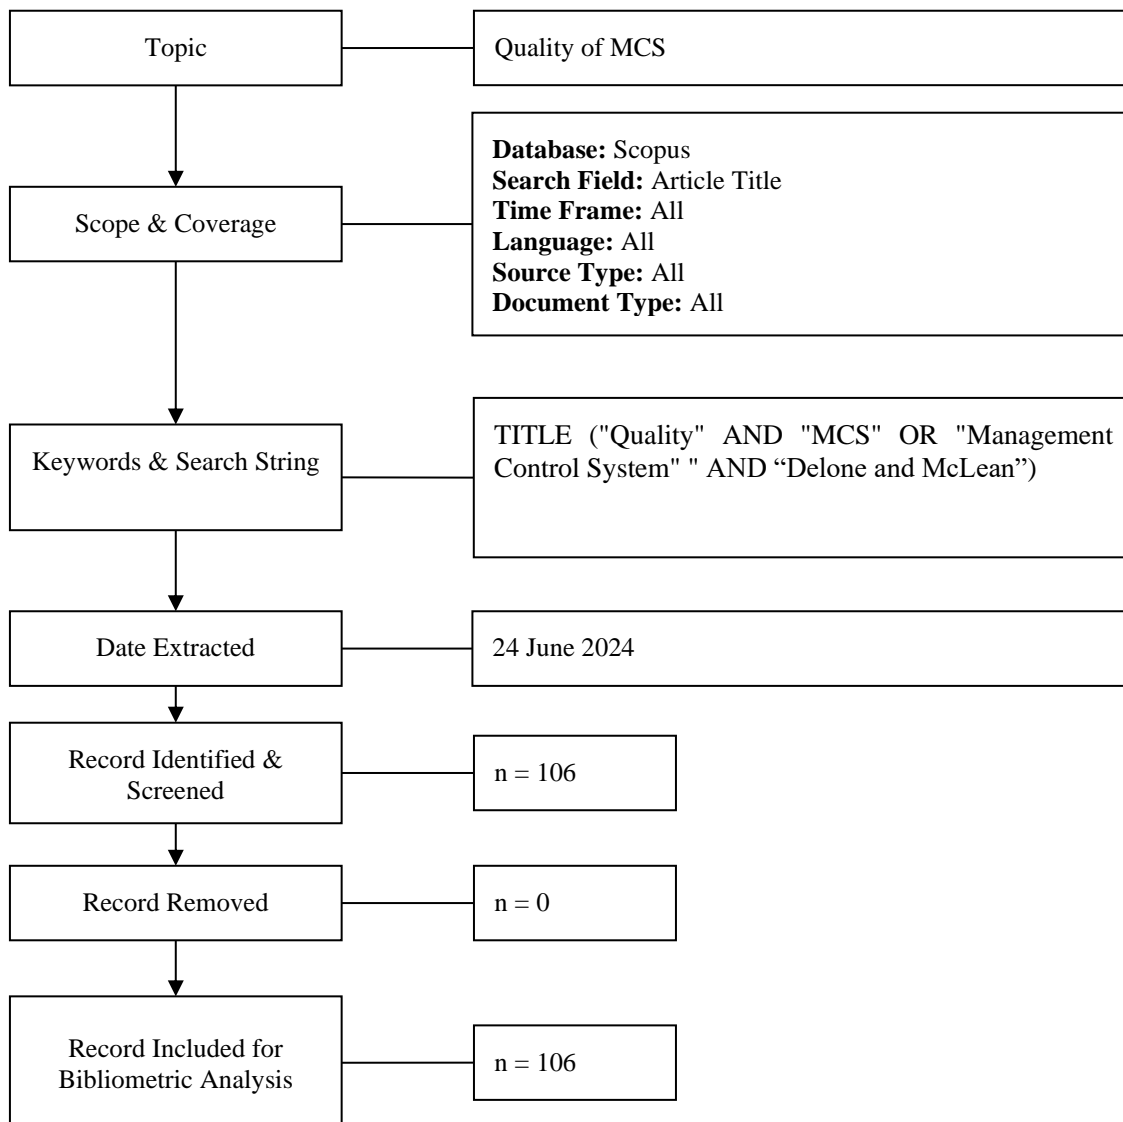 Topic
Quality of MCS
Scope & Coverage
Database: Scopus
Search Field: Article Title
Time Frame: All
Language: All
Source Type: All
Document Type: All
Keywords & Search String
TITLE ("Quality" AND "MCS" OR "Management
Control System" " AND “Delone and McLean”)
Date Extracted
24 June 2024
Record Identified &
Screened
n = 106
Record Removed
n = 0
Record Included for
Bibliometric Analysis
n = 106